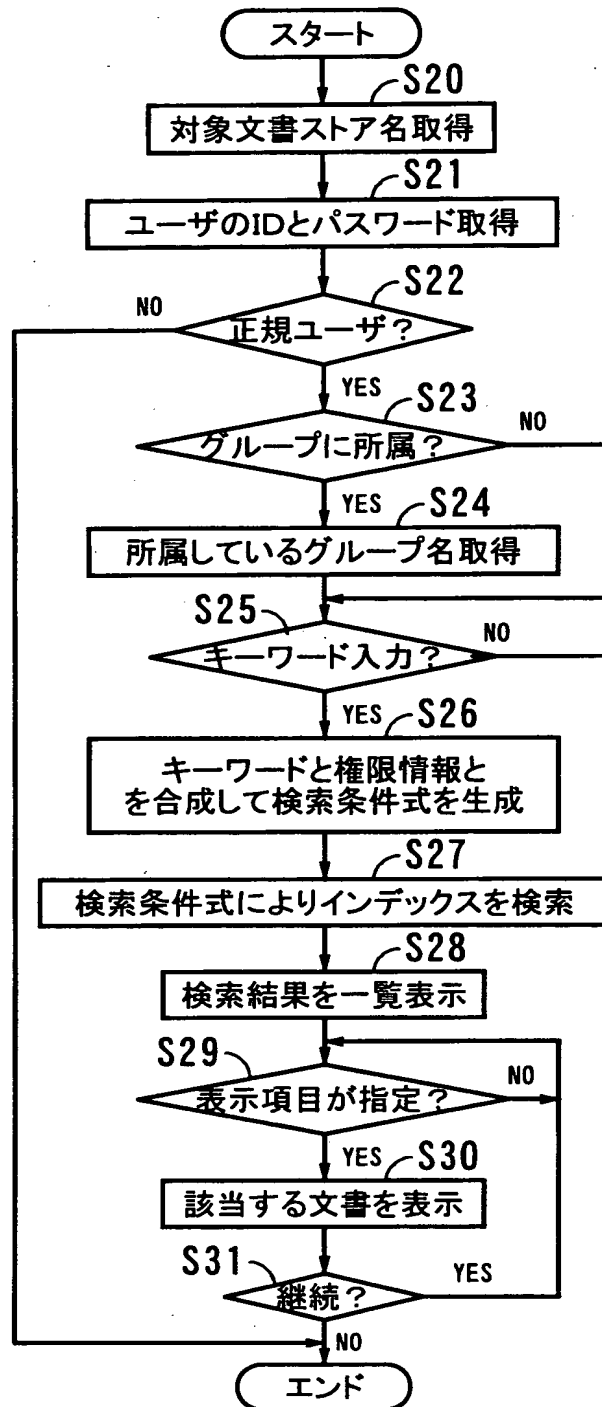 スタート
S20
対象文書ストア名取得
S21
ユーザのIDとパスワード取得
S22
NO
正規ユーザ？
YES
S23
NO
グループに所属？
YES
S24
所属しているグループ名取得
S25
NO
キーワード入力？
YES
S26
キーワードと権限情報と
を合成して検索条件式を生成
S27
検索条件式によりインデックスを検索
S28
検索結果を一覧表示
S29
NO
表示項目が指定？
YES
S30
該当する文書を表示
S31
YES
継続？
NO
エンド